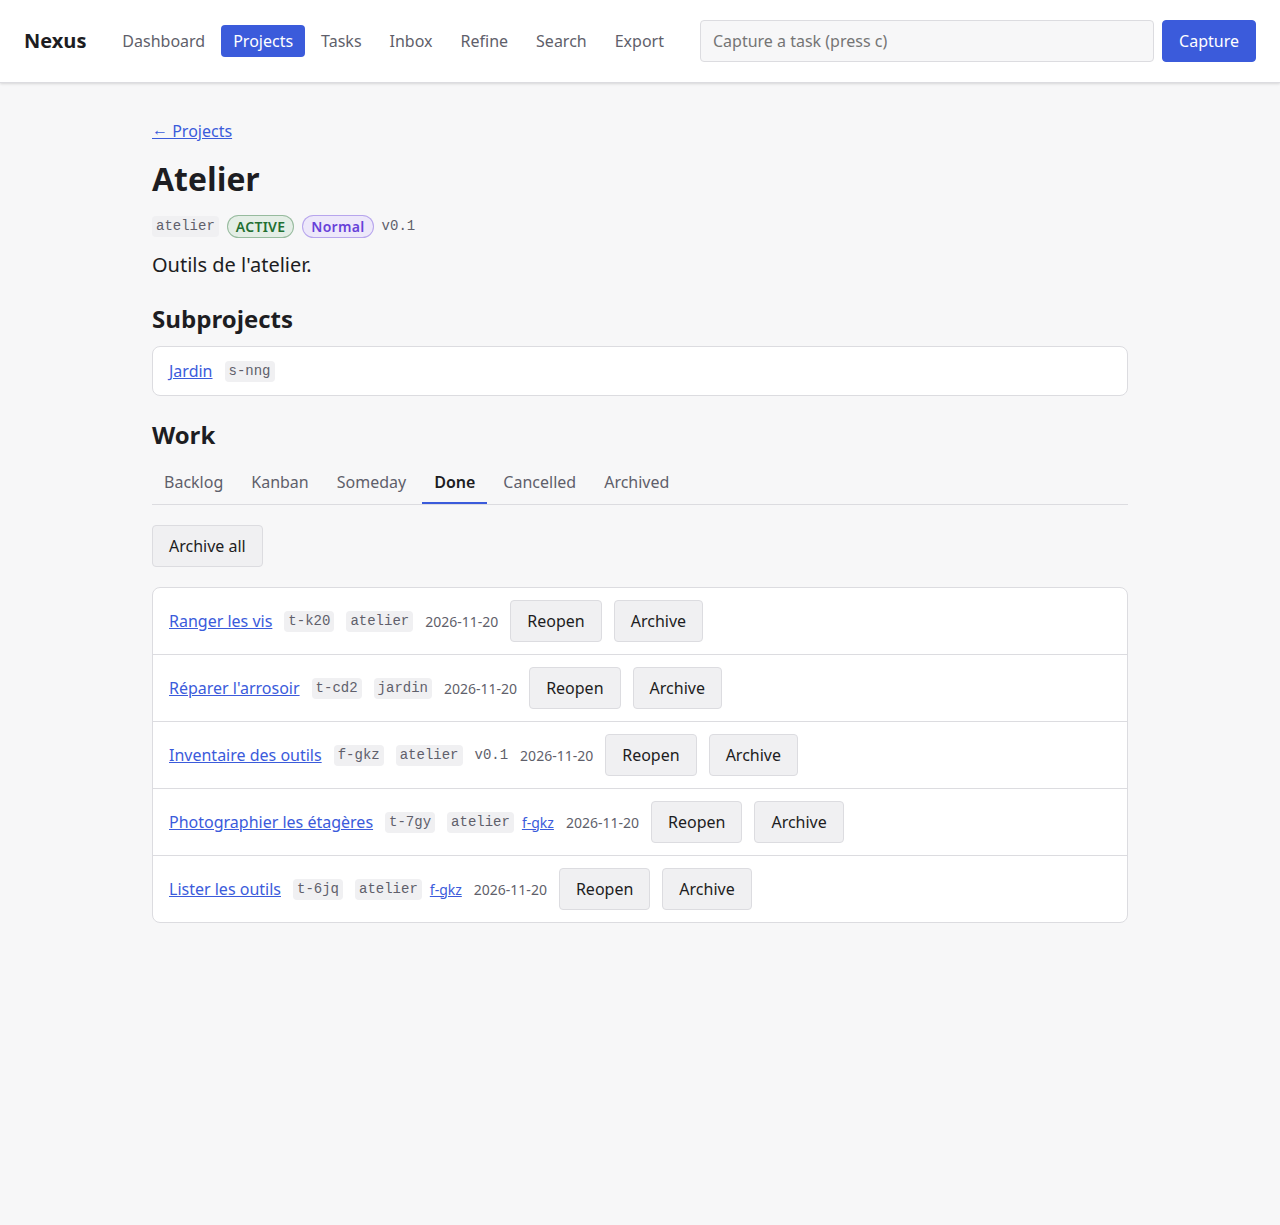 Nexus Dashboard Projects Tasks Inbox Refine Search Export Capture a task (press c) Capture
← Projects
Atelier
atelier ACTIVE Normal v0.1
Outils de l'atelier.
Subprojects
Jardin s-nng
Work
Backlog Kanban Someday Done Cancelled Archived
Archive all
Ranger les vis t-k20 atelier 2026-11-20 Reopen Archive
Réparer l'arrosoir t-cd2 jardin 2026-11-20 Reopen Archive
Inventaire des outils f-gkz atelier v0.1 2026-11-20 Reopen Archive
Photographier les étagères t-7gy atelier f-gkz 2026-11-20 Reopen Archive
Lister les outils t-6jq atelier f-gkz 2026-11-20 Reopen Archive